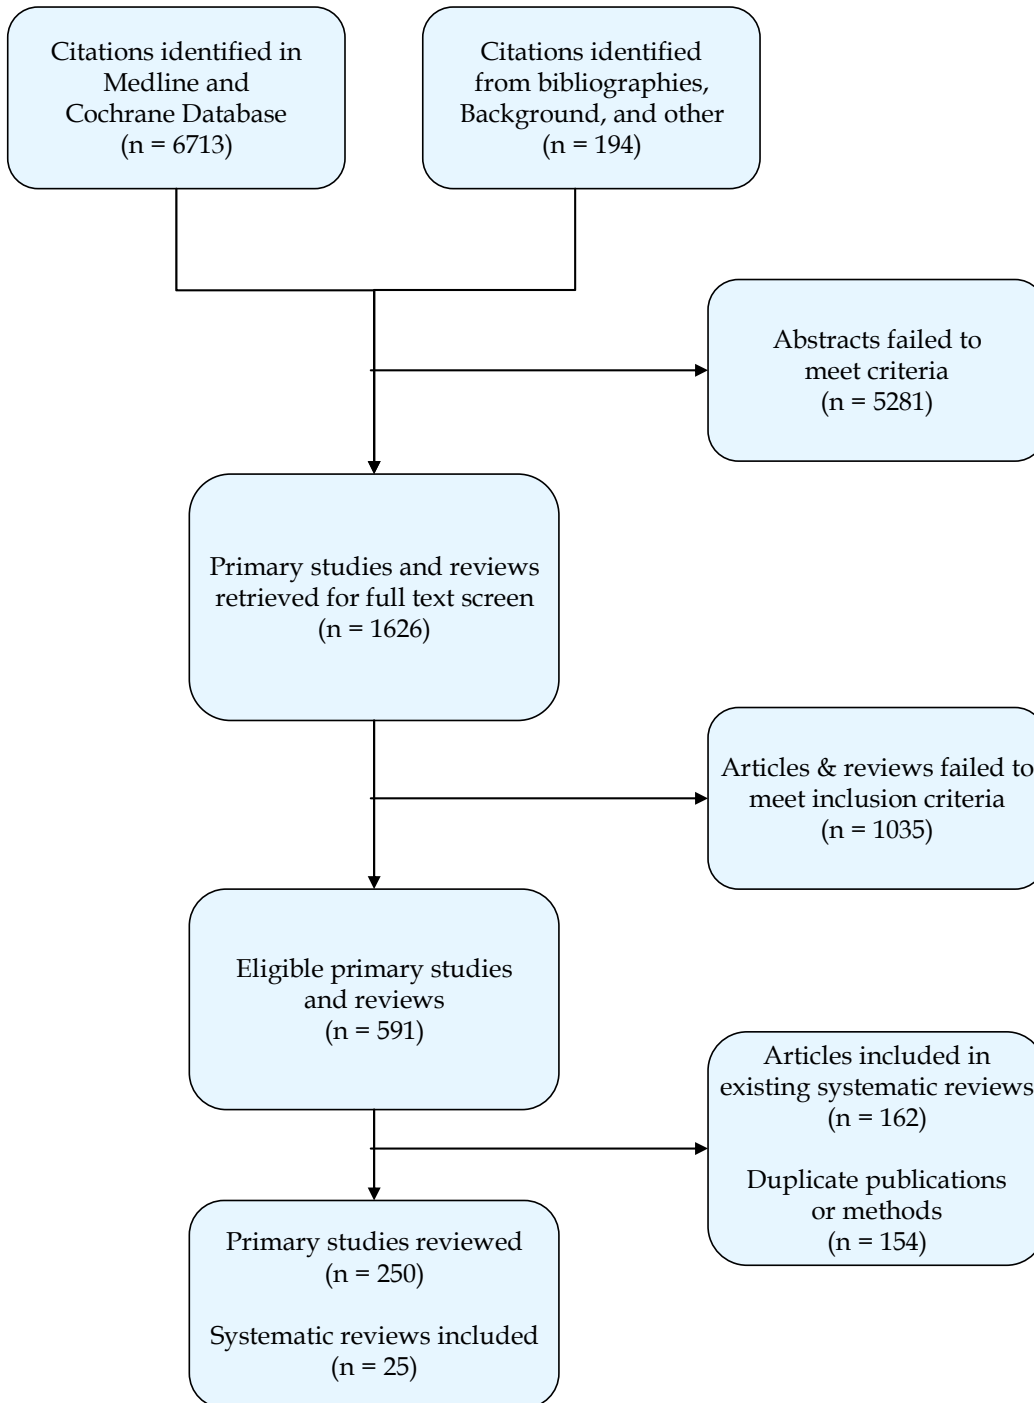 Citations identified in
Medline and
Cochrane Database
(n = 6713)
Citations identified
from bibliographies,
Background, and other
(n = 194)
Abstracts failed to
meet criteria
(n = 5281)
Primary studies and reviews
retrieved for full text screen
(n = 1626)
Articles & reviews failed to
meet inclusion criteria
(n = 1035)
Eligible primary studies
and reviews
(n = 591)
Articles included in
existing systematic reviews
(n = 162)
Duplicate publications
or methods
(n = 154)
Primary studies reviewed
(n = 250)
Systematic reviews included
(n = 25)